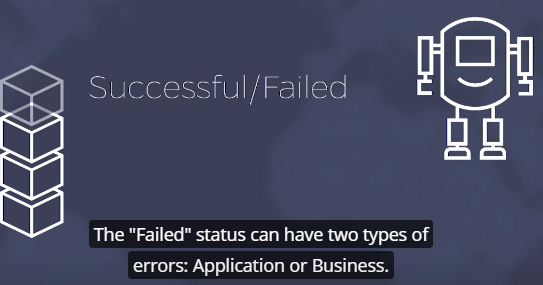 Successful/Failed
The "Failed" status can have two types of
errors: Application or Business.